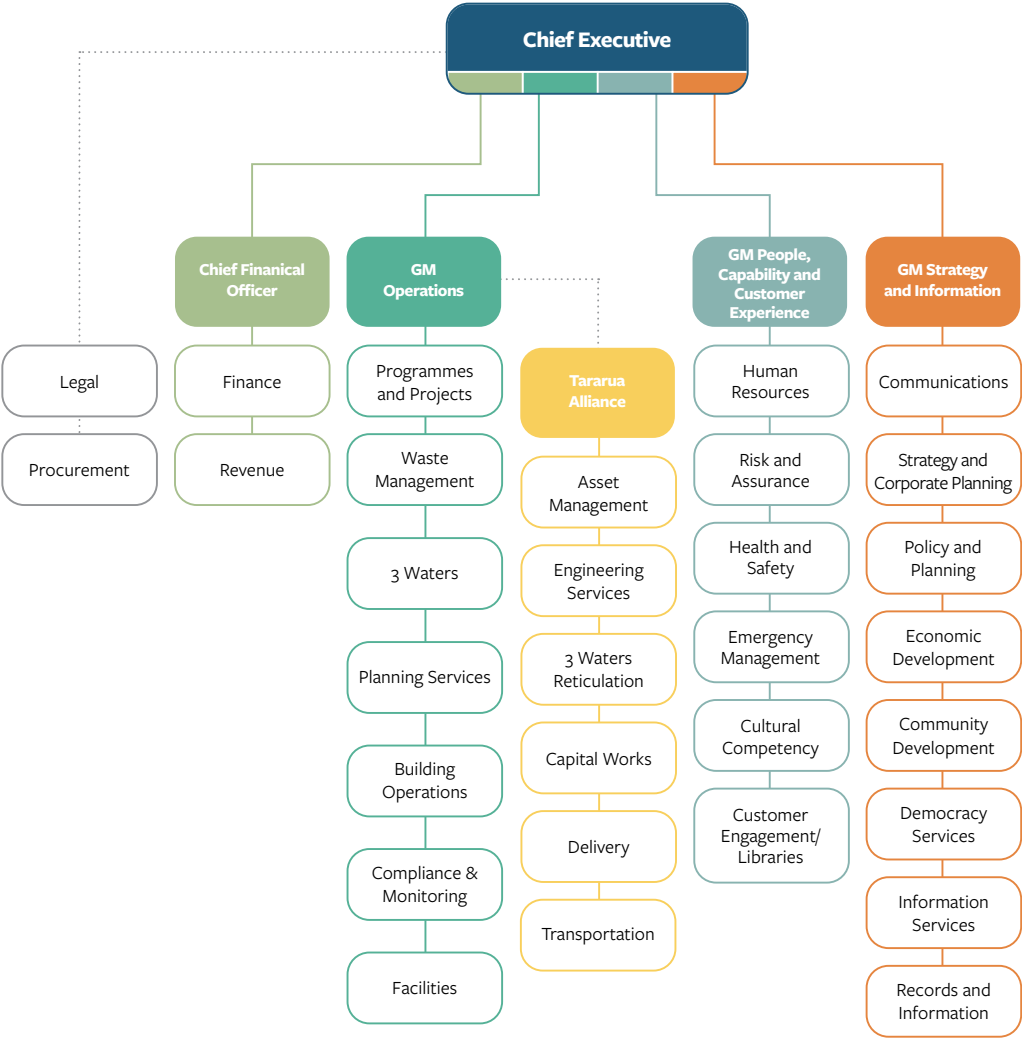 Chief Executive
Chief Finanical
Officer
GM
Operations
GM People,
Capability and
Customer
Experience
GM Strategy
and Information
Legal
Procurement
Finance
Revenue
Programmes
and Projects
Waste
Management
3 Waters
Planning Services
Building
Operations
Compliance &
Monitoring
Facilities
Tararua
Alliance
Asset
Management
Engineering
Services
3 Waters
Reticulation
Capital Works
Delivery
Transportation
Human
Resources
Risk and
Assurance
Health and
Safety
Emergency
Management
Cultural
Competency
Customer
Engagement/
Libraries
Communications
Strategy and
Corporate Planning
Policy and
Planning
Economic
Development
Community
Development
Democracy
Services
Information
Services
Records and
Information